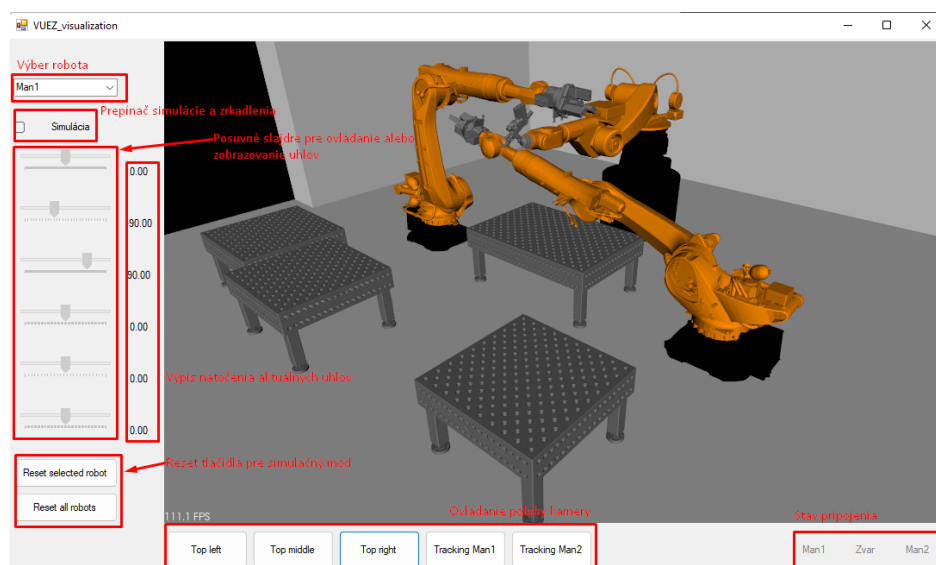 VUEZ_visualization
Výber robota
Man1
Prepínač simulácie a zrkadlenia
Simulácia
Posuvné slajdre pre ovládanie alebo
zobrazovanie uhlov
0.00
-90.00
90.00
0.00
0.00
Výpis natočenia aktuálnych uhlov
0.00
Reset tlačidla pre simulačný mod
Reset selected robot
Reset all robots
111.1 FPS
Ovládanie polohy kamery
Stav pripojenia
Top left
Top middle
Top right
Tracking Man1
Tracking Man2
Man1
Zvar
Man2